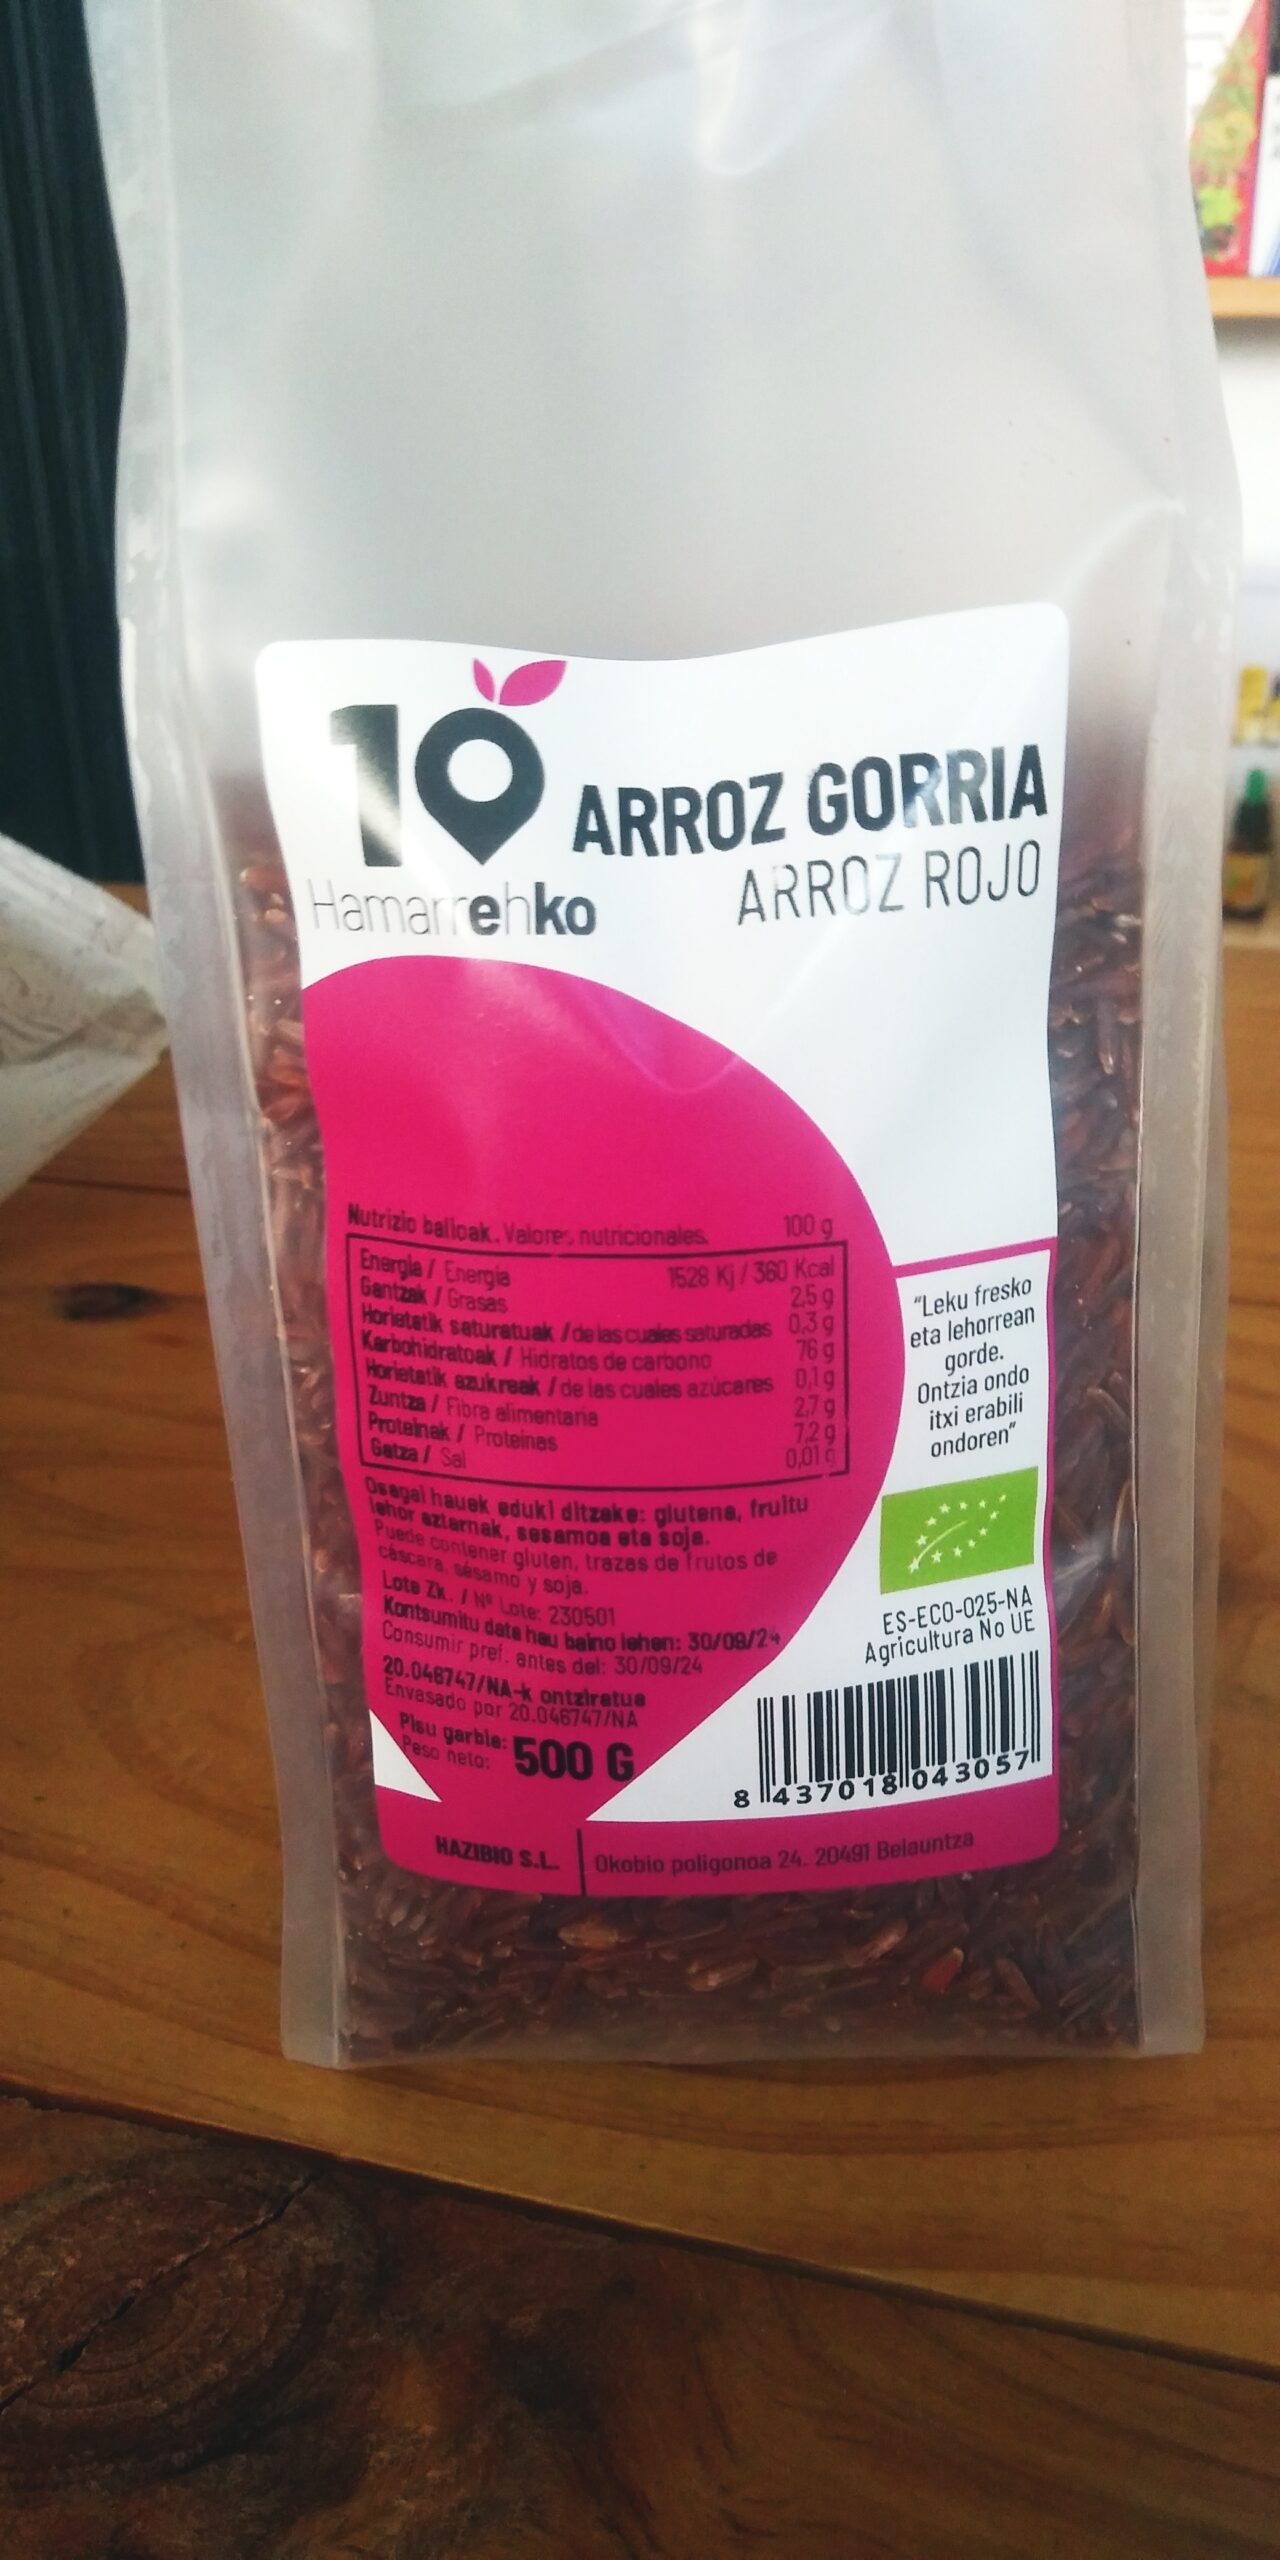 10
Hamarrehko
ARROZ GORRIA
ARROZ ROJO
Nutrizio balioak. Valores nutricionales. 100 g
Energia / Energia 1528 Kj / 360 Kcal
Gantzak / Grasas 2,5 g
Horietatik saturatuak / de las cuales saturadas 0,3 g
Karbohidratoak / Hidratos de carbono 76 g
Horietatik azukreak / de las cuales azúcares 0,1 g
Zuntza / Fibra alimentaria 2,7 g
Proteinak / Proteinas 7,2 g
Gatza / Sal 0,01 g
Osagai hauek eduki ditzake: glutena, fruitu
lehor aztarnak, sesamoa eta soja.
Puede contener gluten, trazas de frutos de
cáscara, sésamo y soja.
Lote Zk. / Nº Lote: 230501
Kontsumitu data hau baino lehen: 30/09/24
Consumir pref. antes del: 30/09/24
20.046747/NA-k ontziratua
Envasado por 20.046747/NA
Pisu garbia:
Peso neto: 500 G
"Leku fresko
eta lehorrean
gorde.
Ontzia ondo
itxi erabili
ondoren"
ES-ECO-025-NA
Agricultura No UE
8 437018 043057
HAZIBIO S.L. Okobio poligonoa 24. 20491 Belauntza